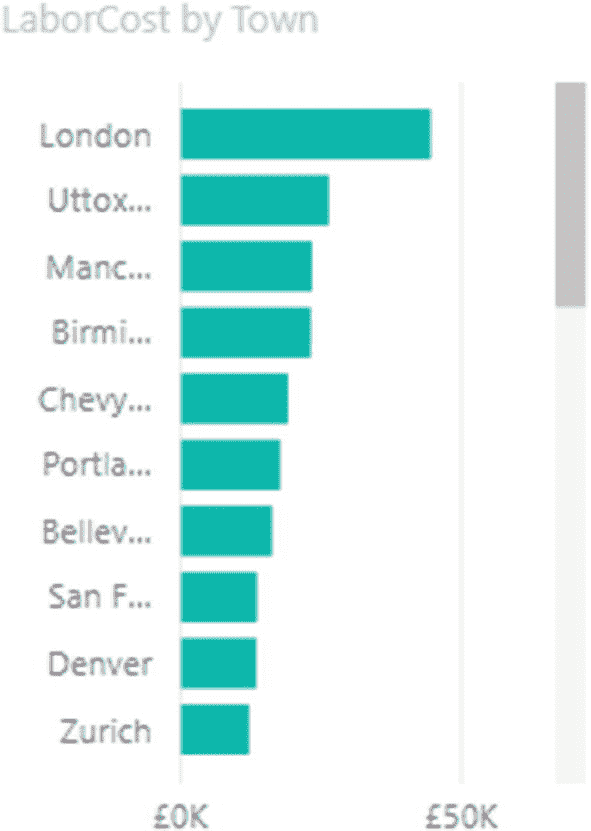 LaborCost by Town
London
Uttox...
Manc...
Birmi...
Chevy...
Portla...
Bellev...
San F...
Denver
Zurich
£0K £50K